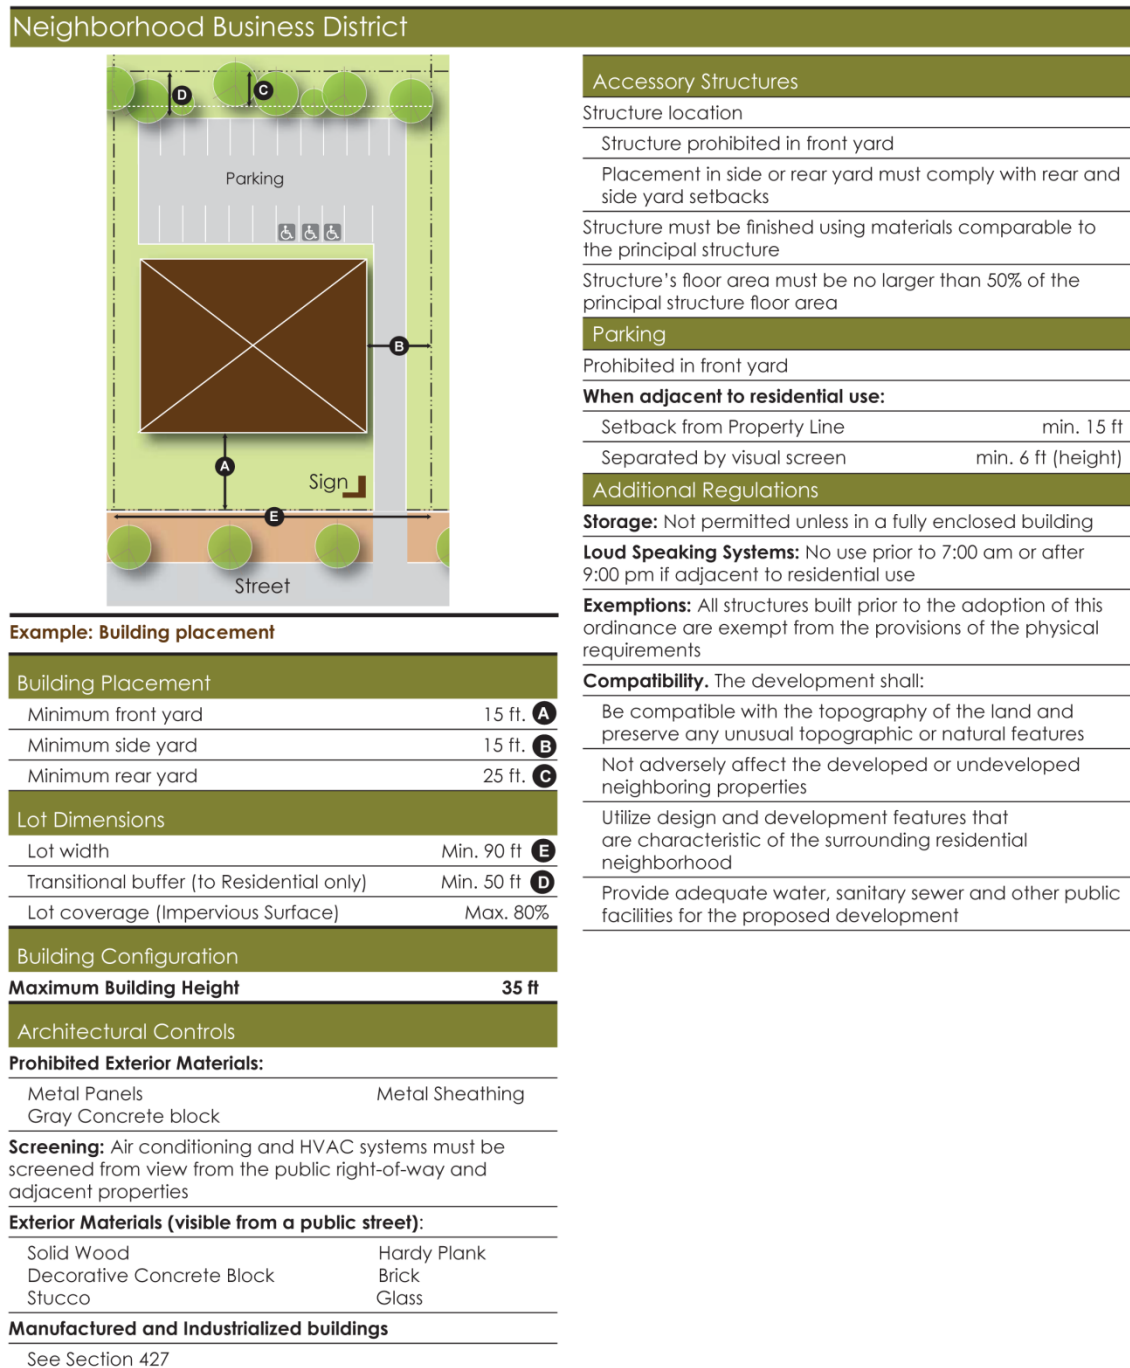 Neighborhood Business District
D
C
Parking
B
A
Sign
E
Street
Example: Building placement
Building Placement
Minimum front yard 15 ft. A
Minimum side yard 15 ft. B
Minimum rear yard 25 ft. C
Lot Dimensions
Lot width Min. 90 ft E
Transitional buffer (to Residential only) Min. 50 ft D
Lot coverage (Impervious Surface) Max. 80%
Building Configuration
Maximum Building Height 35 ft
Architectural Controls
Prohibited Exterior Materials:
Metal Panels Metal Sheathing
Gray Concrete block
Screening: Air conditioning and HVAC systems must be
screened from view from the public right-of-way and
adjacent properties
Exterior Materials (visible from a public street):
Solid Wood Hardy Plank
Decorative Concrete Block Brick
Stucco Glass
Manufactured and Industrialized buildings
See Section 427
Accessory Structures
Structure location
Structure prohibited in front yard
Placement in side or rear yard must comply with rear and
side yard setbacks
Structure must be finished using materials comparable to
the principal structure
Structure's floor area must be no larger than 50% of the
principal structure floor area
Parking
Prohibited in front yard
When adjacent to residential use:
Setback from Property Line min. 15 ft
Separated by visual screen min. 6 ft (height)
Additional Regulations
Storage: Not permitted unless in a fully enclosed building
Loud Speaking Systems: No use prior to 7:00 am or after
9:00 pm if adjacent to residential use
Exemptions: All structures built prior to the adoption of this
ordinance are exempt from the provisions of the physical
requirements
Compatibility. The development shall:
Be compatible with the topography of the land and
preserve any unusual topographic or natural features
Not adversely affect the developed or undeveloped
neighboring properties
Utilize design and development features that
are characteristic of the surrounding residential
neighborhood
Provide adequate water, sanitary sewer and other public
facilities for the proposed development